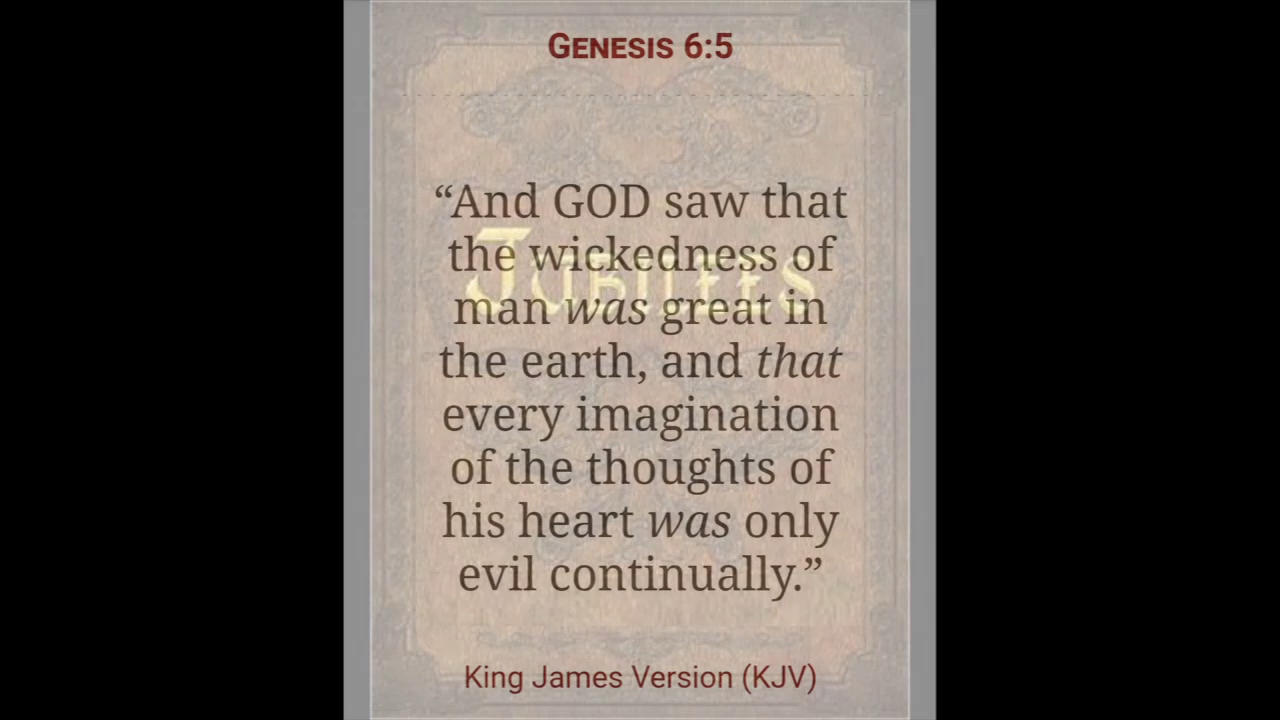 GENESIS 6:5
“And GOD saw that
the wickedness of
Jubilees
man was great in
the earth, and that
every imagination
of the thoughts of
his heart was only
evil continually.”
King James Version (KJV)